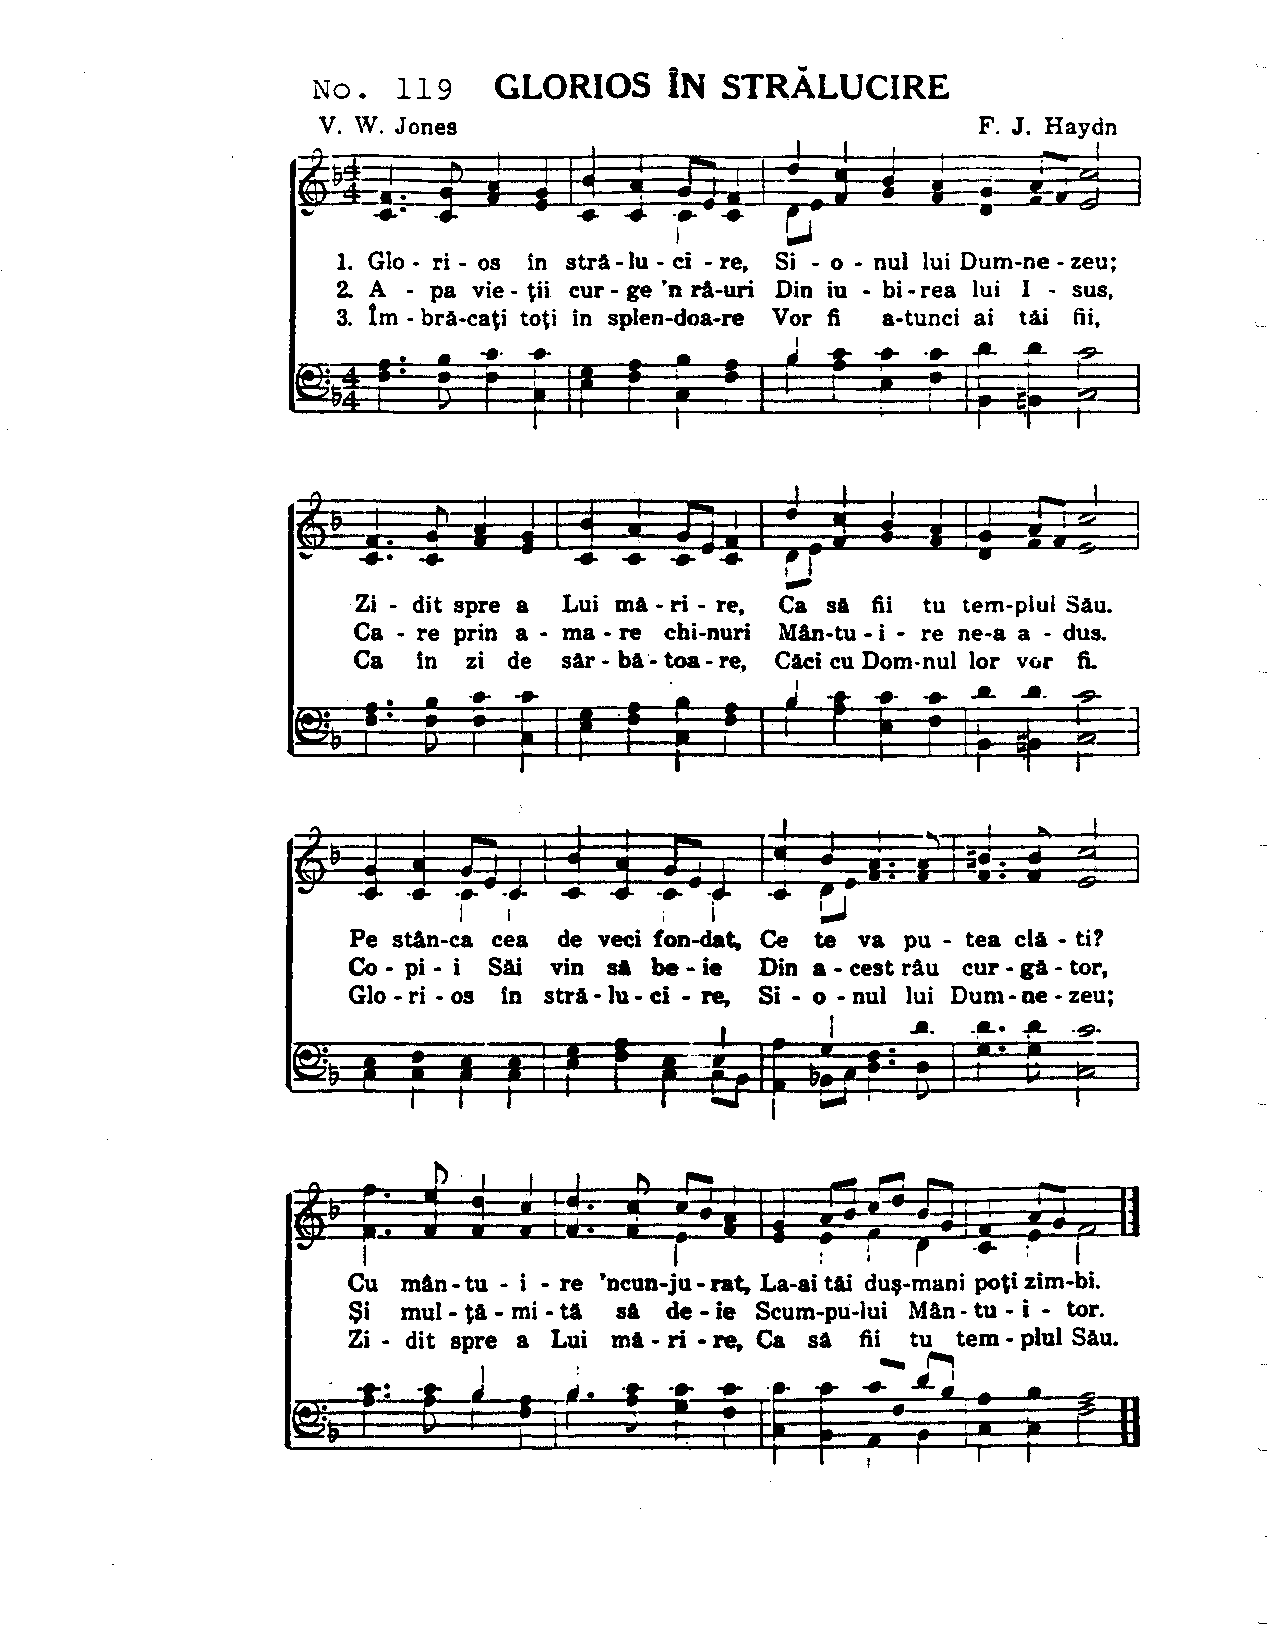 No. 119 GLORIOS ÎN STRĂLUCIRE
V. W. Jones F. J. Haydn
1. Glo - ri - os în stră - lu - ci - re, Si - o - nul lui Dum-ne - zeu;
2. A - pa vie - ţii cur - ge 'n râ-uri Din iu - bi - rea lui I - sus,
3. Îm - bră-caţi toţi în splen-doa-re Vor fi a-tunci ai tăi fii,
Zi - dit spre a Lui mă - ri - re, Ca să fii tu tem-plul Său.
Ca - re prin a - ma - re chi-nuri Mân-tu - i - re ne-a a - dus.
Ca în zi de săr - bă - toa - re, Căci cu Dom-nul lor vor fi.
Pe stân-ca cea de veci fon-dat, Ce te va pu - tea clă - ti?
Co - pi - i Săi vin să be - ie Din a - cest râu cur - gă - tor,
Glo - ri - os în stră - lu - ci - re, Si - o - nul lui Dum - ne - zeu;
Cu mân - tu - i - re 'ncun-ju - rat, La-ai tăi duş-mani poţi zim-bi.
Şi mul - ţă - mi - tă să de - ie Scum-pu-lui Mân - tu - i - tor.
Zi - dit spre a Lui mă - ri - re, Ca să fii tu tem - plul Său.